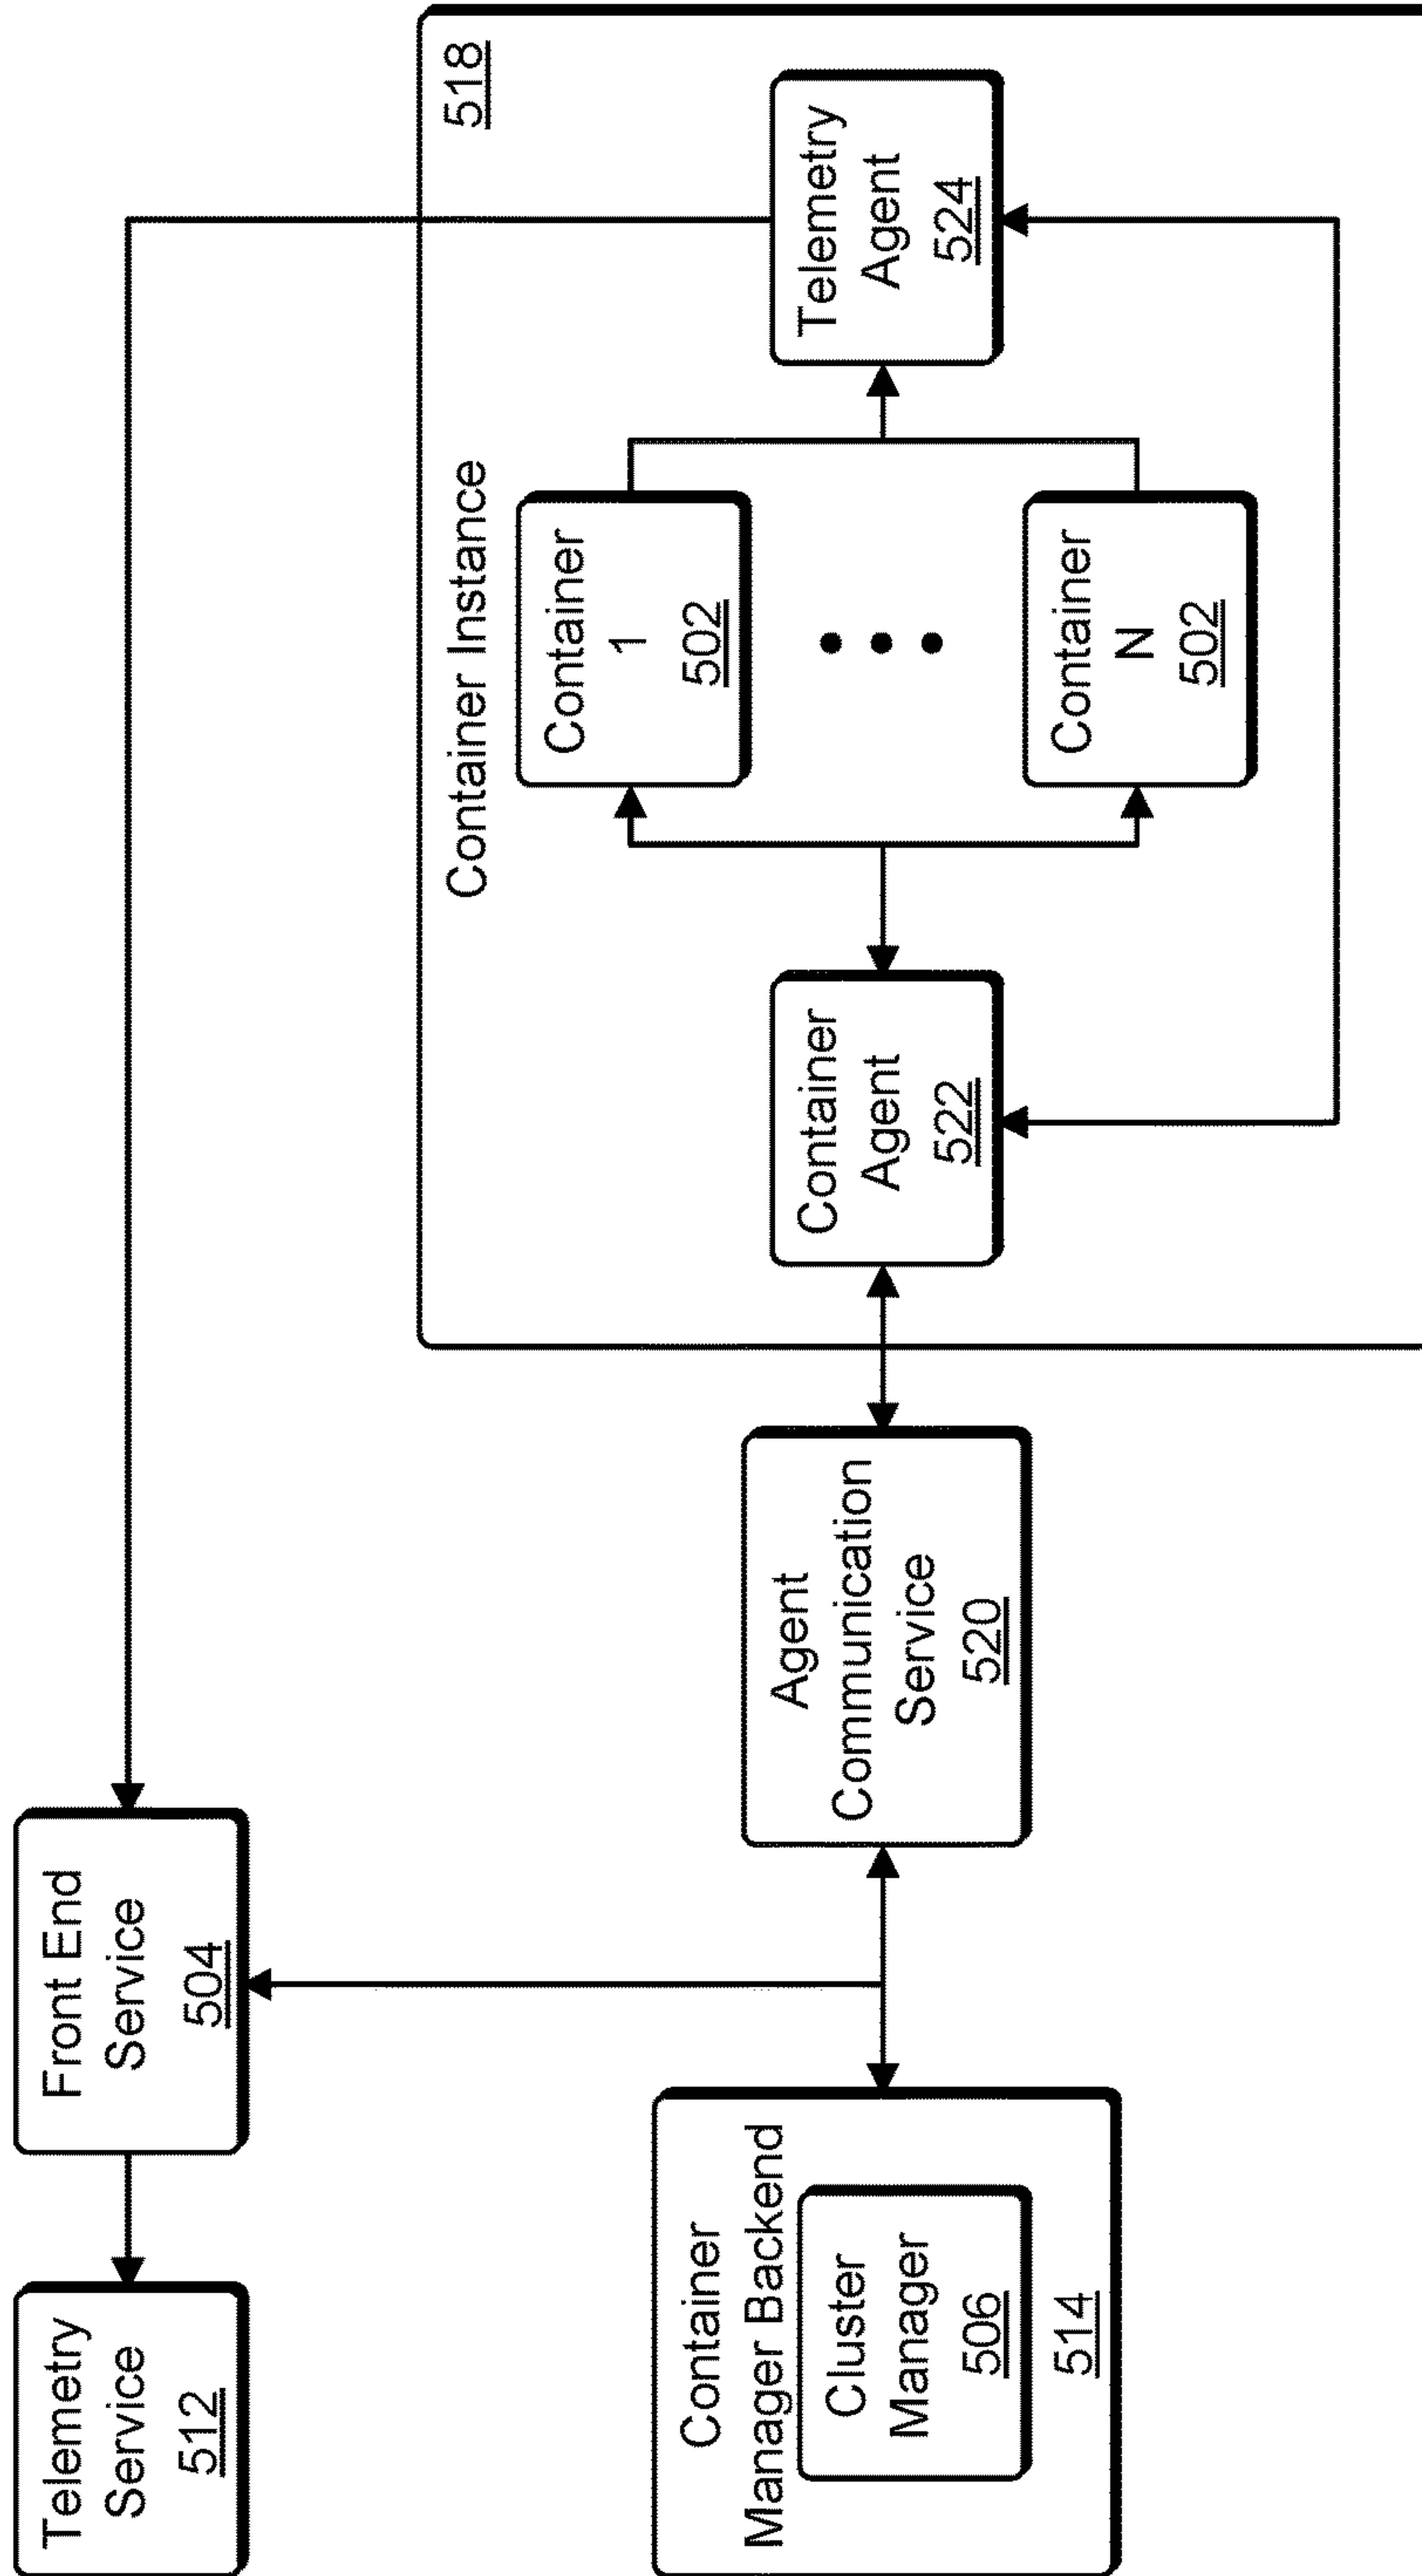 Telemetry
Service
512
Front End
Service
504
Container
Manager Backend
Cluster
Manager
506
514
Agent
Communication
Service
520
Container Instance
518
Container
Agent
522
Container
1
502
Container
N
502
Telemetry
Agent
524